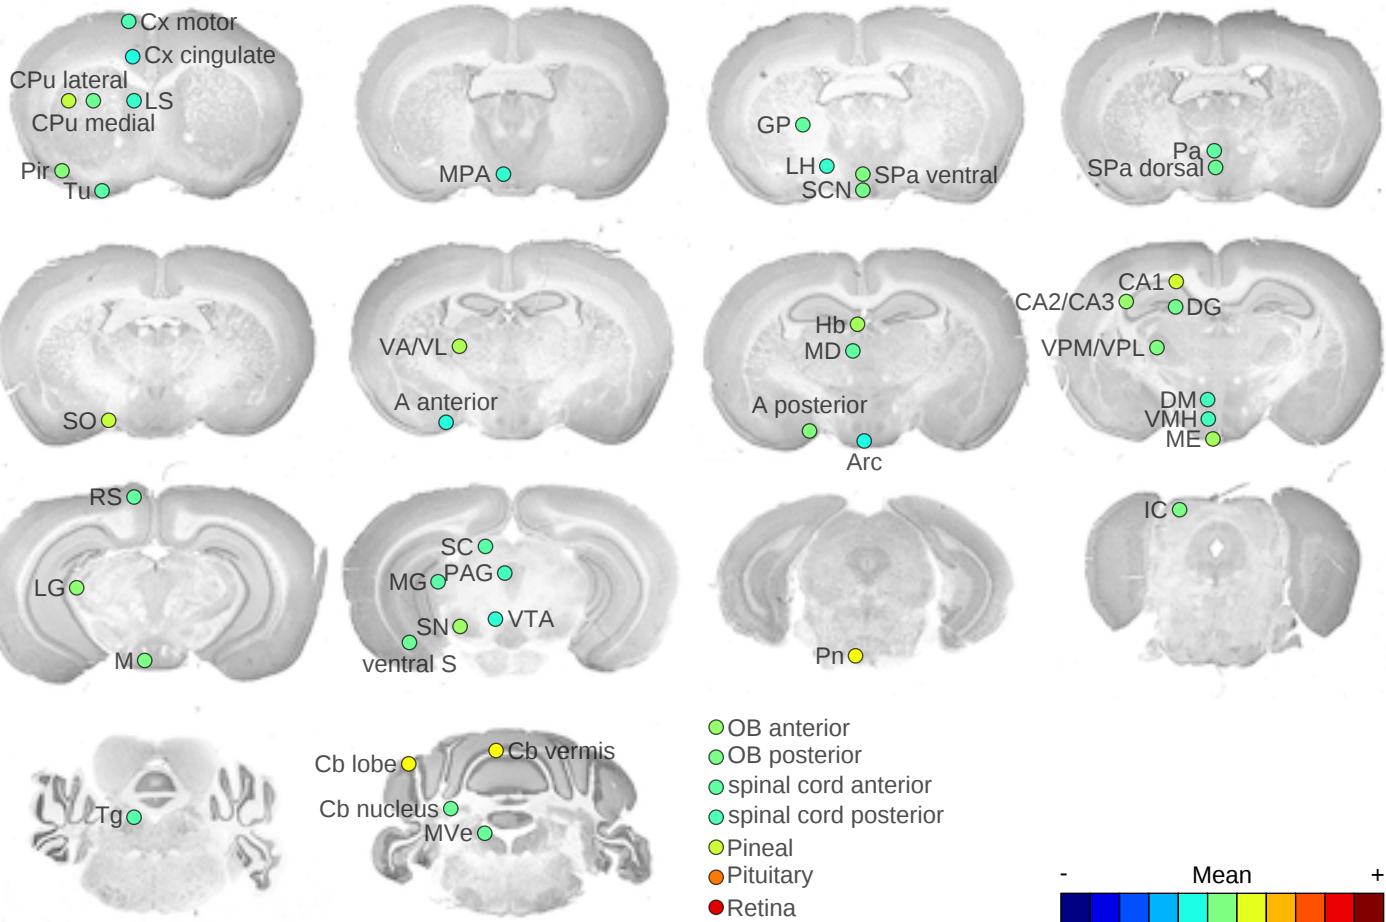 Cx motor
Cx cingulate
CPu lateral
LS
CPu medial
Pir
Tu
MPA
GP
LH
SPa ventral
SCN
Pa
SPa dorsal
SO
VA/VL
A anterior
Hb
MD
A posterior
Arc
CA1
CA2/CA3
DG
VPM/VPL
DM
VMH
ME
RS
LG
M
SC
MG
PAG
SN
VTA
ventral S
Pn
IC
Tg
Cb lobe
Cb vermis
Cb nucleus
MVe
OB anterior
OB posterior
spinal cord anterior
spinal cord posterior
Pineal
Pituitary
Retina
- Mean +